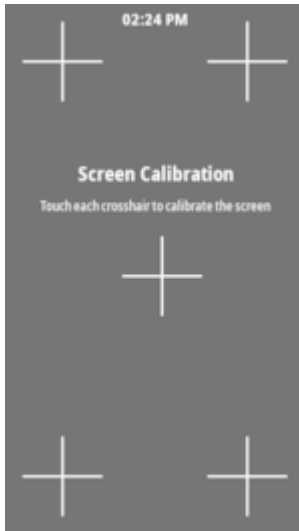 02:24 PM
Screen Calibration
Touch each crosshair to calibrate the screen